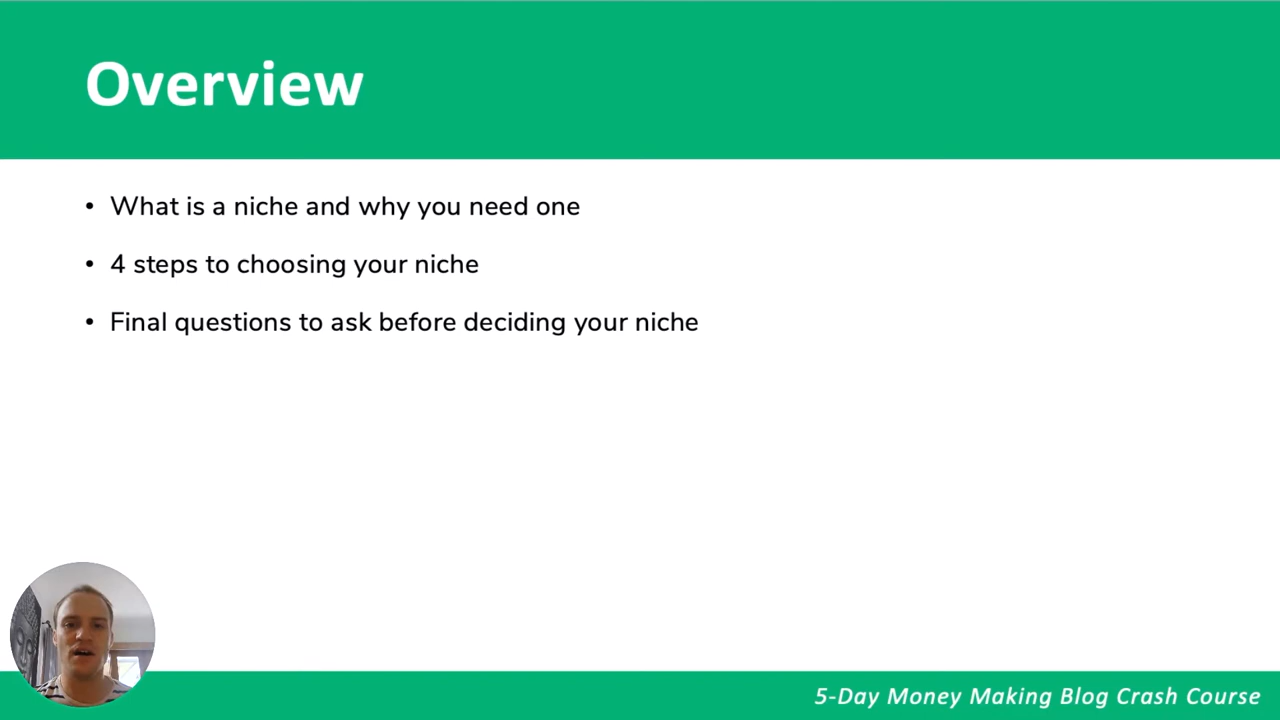 Overview
• What is a niche and why you need one
• 4 steps to choosing your niche
• Final questions to ask before deciding your niche
5-Day Money Making Blog Crash Course